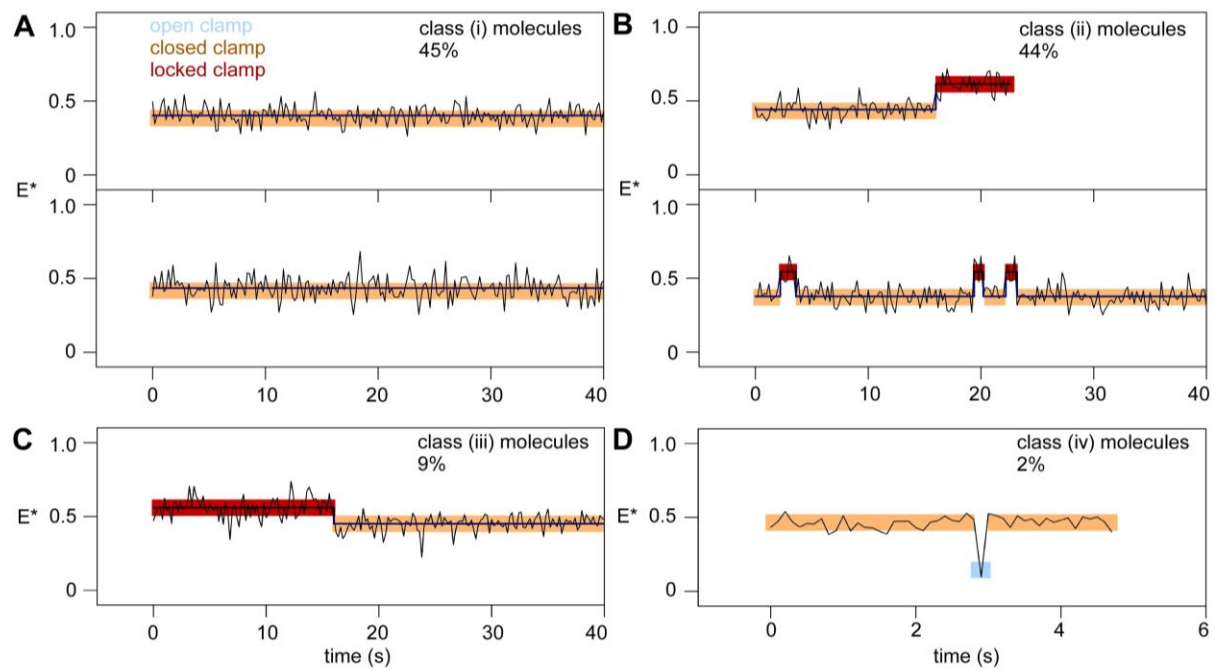 A
open clamp
closed clamp
locked clamp
class (i) molecules
45%
1.0
0.5
0
E*
1.0
0.5
0
0 10 20 30 40
B
class (ii) molecules
44%
1.0
0.5
0
E*
1.0
0.5
0
0 10 20 30 40
C
class (iii) molecules
9%
1.0
E* 0.5
0
0 10 20 30 40
time (s)
D
class (iv) molecules
2%
1.0
E* 0.5
0
0 2 4 6
time (s)